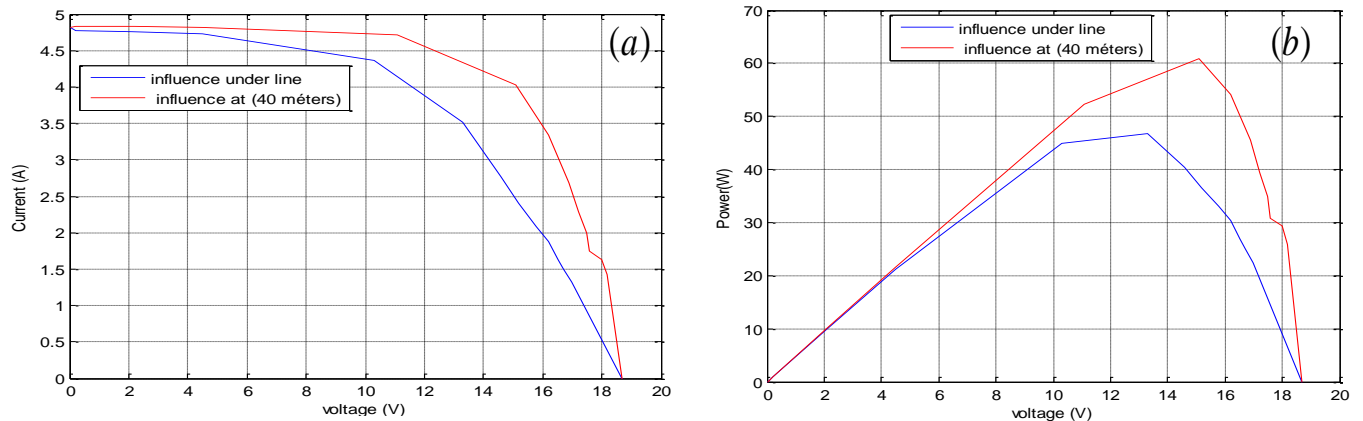 (a)
influence under line
influence at (40 méters)
Current (A)
5
4.5
4
3.5
3
2.5
2
1.5
1
0.5
0
0 2 4 6 8 10 12 14 16 18 20
voltage (V)
(b)
influence under line
influence at (40 méters)
Power(W)
70
60
50
40
30
20
10
0
0 2 4 6 8 10 12 14 16 18 20
voltage (V)